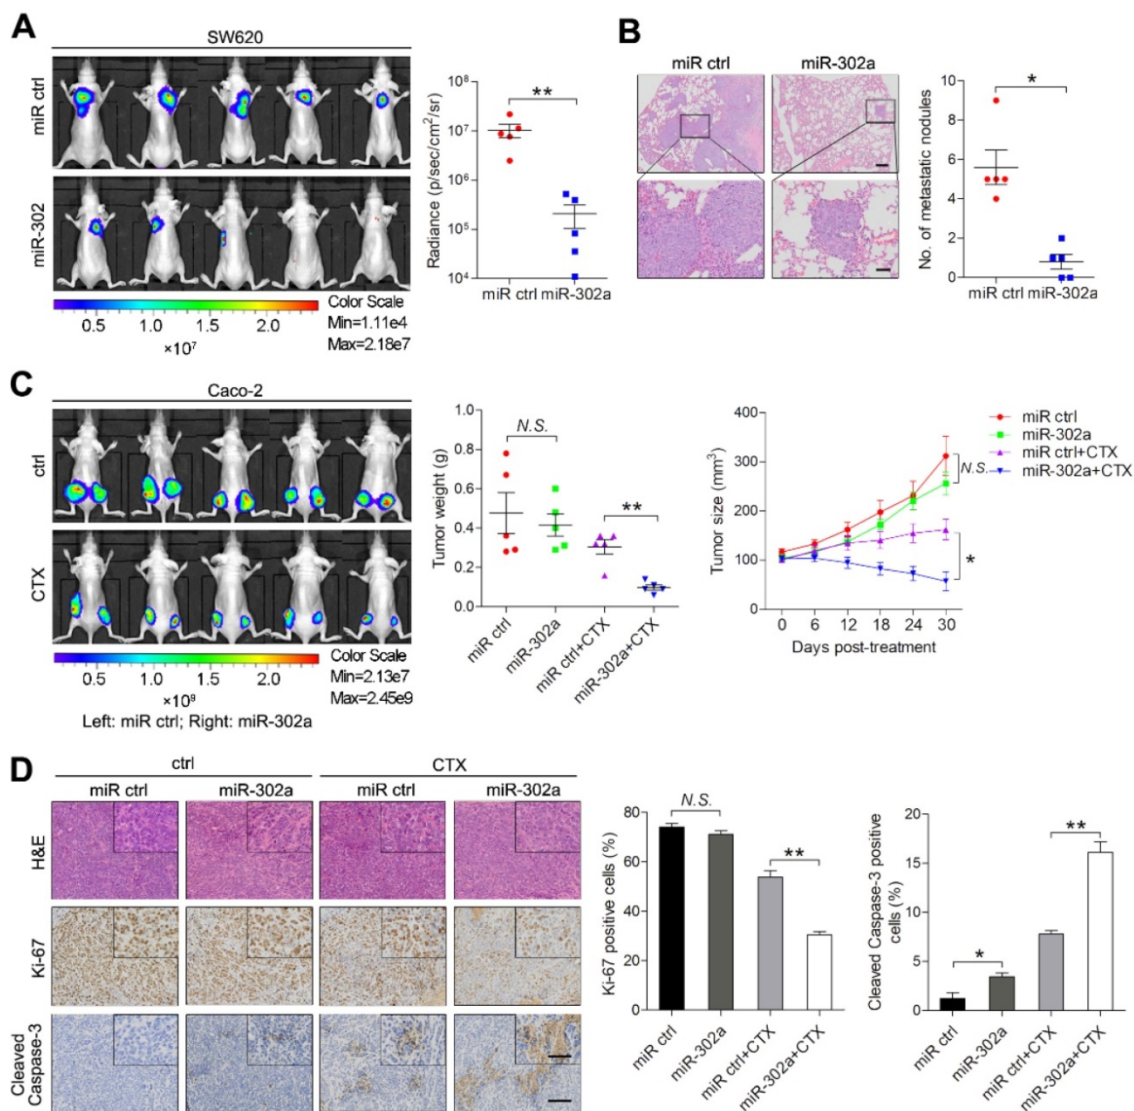 A
SW620
miR ctrl
miR-302
0.5 1.0 1.5 2.0
×10⁷
Color Scale
Min=1.11e4
Max=2.18e7
Radiance (p/sec/cm²/sr)
10⁸
10⁷
10⁶
10⁵
10⁴
**
miR ctrl miR-302a
B
miR ctrl miR-302a
No. of metastatic nodules
10
8
6
4
2
0
*
miR ctrl miR-302a
C
Caco-2
ctrl
CTX
0.5 1.0 1.5 2.0
×10⁹
Color Scale
Min=2.13e7
Max=2.45e9
Left: miR ctrl; Right: miR-302a
Tumor weight (g)
1.0
0.8
0.6
0.4
0.2
0.0
N.S.
**
miR ctrl
miR-302a
miR ctrl+CTX
miR-302a+CTX
Tumor size (mm³)
400
300
200
100
0
0 6 12 18 24 30
Days post-treatment
miR ctrl
miR-302a
miR ctrl+CTX
miR-302a+CTX
N.S.
*
D
ctrl CTX
miR ctrl miR-302a miR ctrl miR-302a
H&E
Ki-67
Cleaved
Caspase-3
Ki-67 positive cells (%)
80
60
40
20
0
N.S.
**
miR ctrl
miR-302a
miR ctrl+CTX
miR-302a+CTX
Cleaved Caspase-3 positive
cells (%)
20
15
10
5
0
*
**
miR ctrl
miR-302a
miR ctrl+CTX
miR-302a+CTX